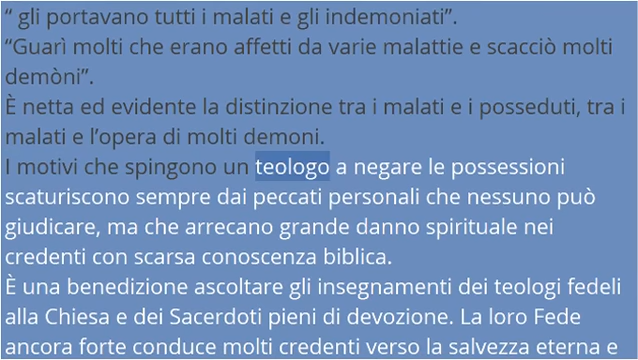 “ gli portavano tutti i malati e gli indemoniati”.
“Guarì molti che erano affetti da varie malattie e scacciò molti
demòni”.
È netta ed evidente la distinzione tra i malati e i posseduti, tra i
malati e l’opera di molti demoni.
I motivi che spingono un teologo a negare le possessioni
scaturiscono sempre dai peccati personali che nessuno può
giudicare, ma che arrecano grande danno spirituale nei
credenti con scarsa conoscenza biblica.
È una benedizione ascoltare gli insegnamenti dei teologi fedeli
alla Chiesa e dei Sacerdoti pieni di devozione. La loro Fede
ancora forte conduce molti credenti verso la salvezza eterna e